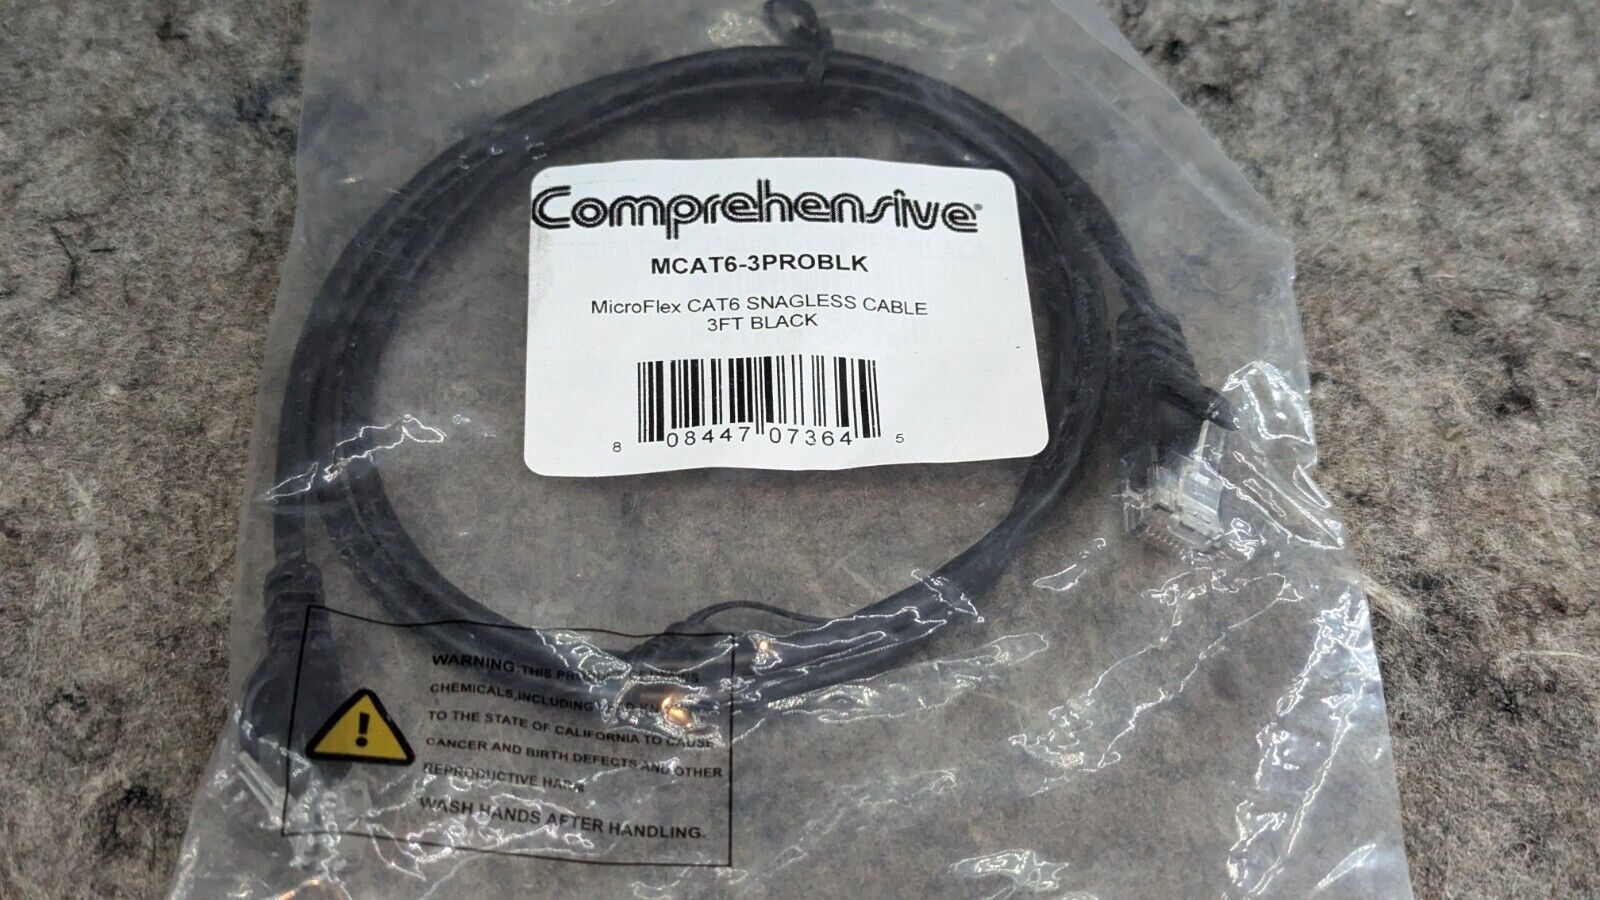 Comprehensive®
MCAT6-3PROBLK
MicroFlex CAT6 SNAGLESS CABLE
3FT BLACK
8 08447 07364 5
WARNING: THIS
CHEMICALS,INCLUDING
TO THE STATE OF CALIFORNIA TO CAUSE
CANCER AND BIRTH DEFECTS AND OTHER
REPRODUCTIVE HARM
WASH HANDS AFTER HANDLING.